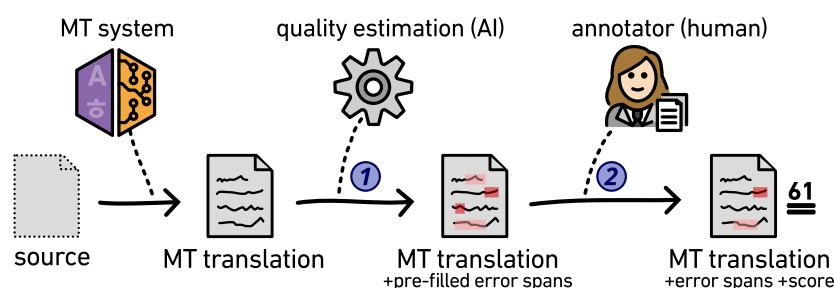 MT system
quality estimation (AI)
annotator (human)
A
ㅎ
1
2
61
source
MT translation
MT translation
+pre-filled error spans
MT translation
+error spans +score